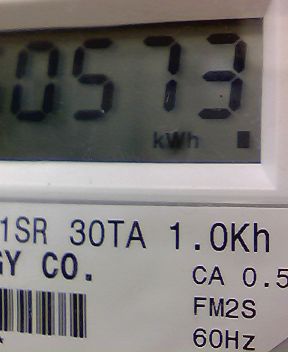 0573
kWh
1SR 30TA 1.0Kh
GY CO.
CA 0.5
FM2S
60Hz